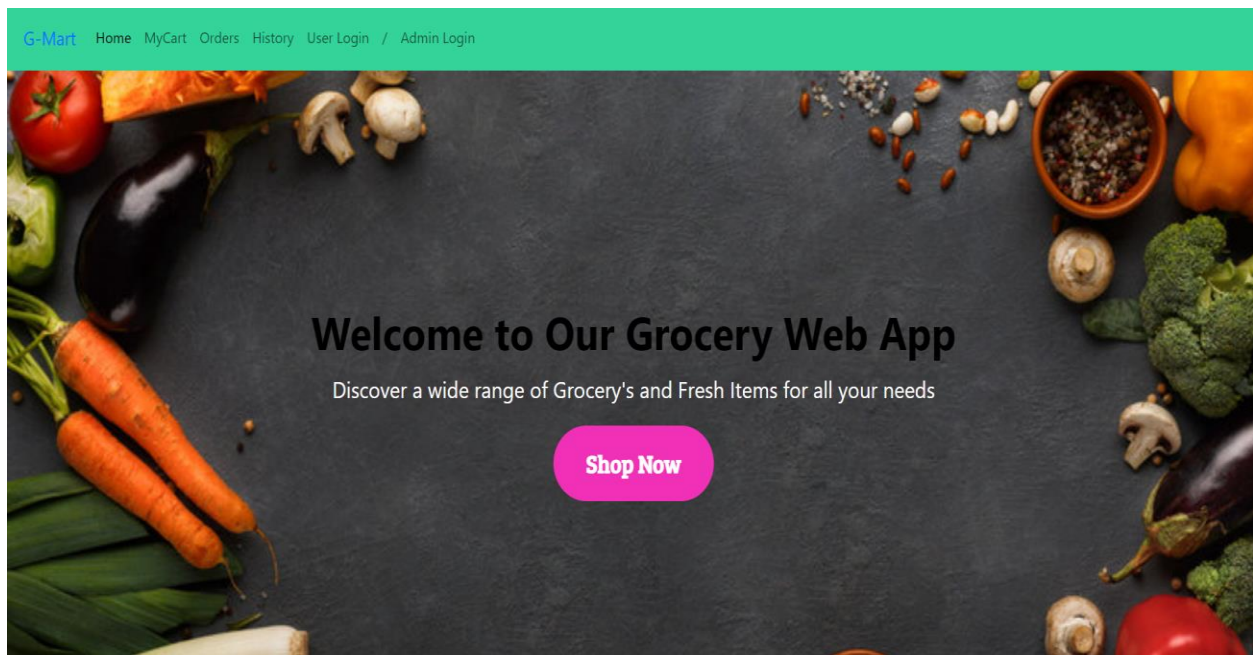 G-Mart Home MyCart Orders History User Login / Admin Login
Welcome to Our Grocery Web App
Discover a wide range of Grocery's and Fresh Items for all your needs
Shop Now